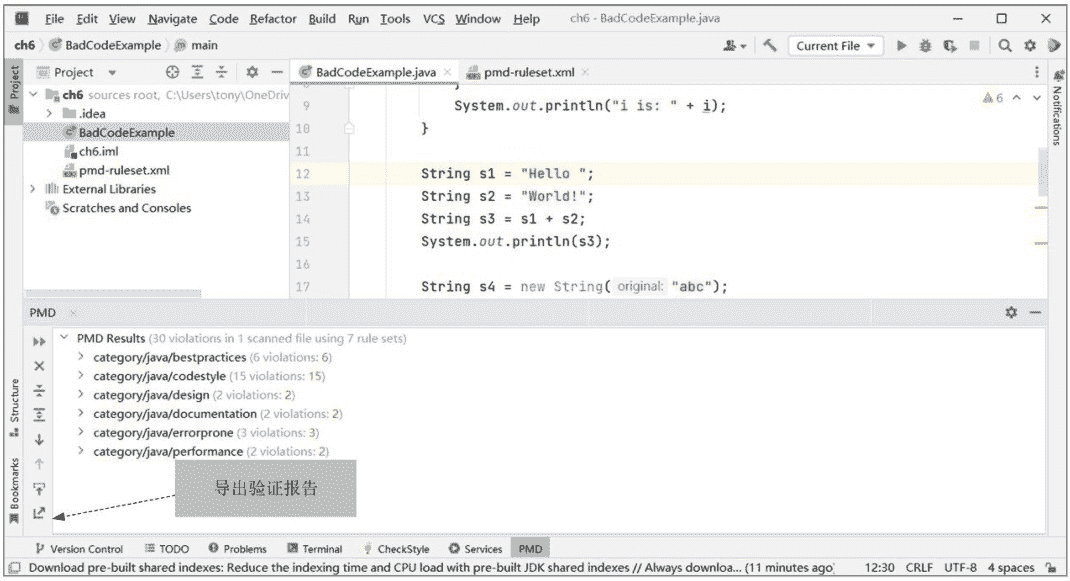 File Edit View Navigate Code Refactor Build Run Tools VCS Window Help ch6 - BadCodeExample.java
ch6 BadCodeExample main Current File
Project BadCodeExample.java pmd-ruleset.xml
Project
ch6 sources root, C:\Users\tony\OneDriv
.idea
BadCodeExample
ch6.iml
pmd-ruleset.xml
External Libraries
Scratches and Consoles
9 System.out.println("i is: " + i);
10 }
11
12 String s1 = "Hello ";
13 String s2 = "World!";
14 String s3 = s1 + s2;
15 System.out.println(s3);
16
17 String s4 = new String( original: "abc");
6
Notifications
PMD
PMD Results (30 violations in 1 scanned file using 7 rule sets)
category/java/bestpractices (6 violations: 6)
category/java/codestyle (15 violations: 15)
category/java/design (2 violations: 2)
category/java/documentation (2 violations: 2)
category/java/errorprone (3 violations: 3)
category/java/performance (2 violations: 2)
导出验证报告
Structure
Bookmarks
Version Control TODO Problems Terminal CheckStyle Services PMD
Download pre-built shared indexes: Reduce the indexing time and CPU load with pre-built JDK shared indexes // Always downloa... (11 minutes ago) 12:30 CRLF UTF-8 4 spaces